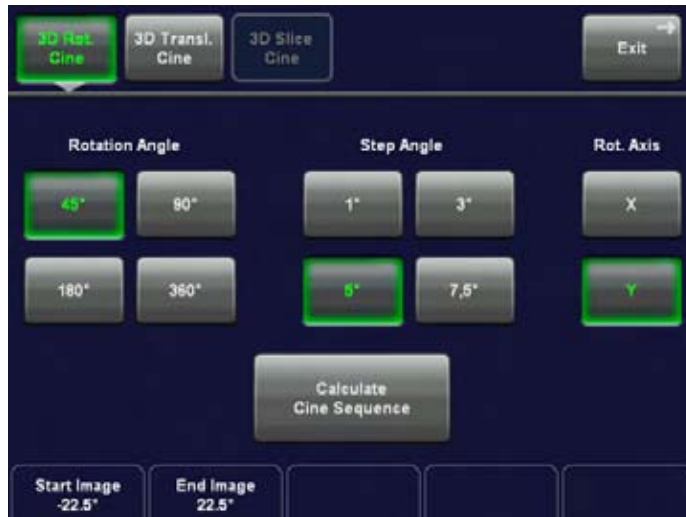 3D Rot.
Cine
3D Transl.
Cine
3D Slice
Cine
Exit
Rotation Angle
Step Angle
Rot. Axis
45°
90°
1°
3°
X
180°
360°
5°
7,5°
Y
Calculate
Cine Sequence
Start Image
-22.5°
End Image
22.5°